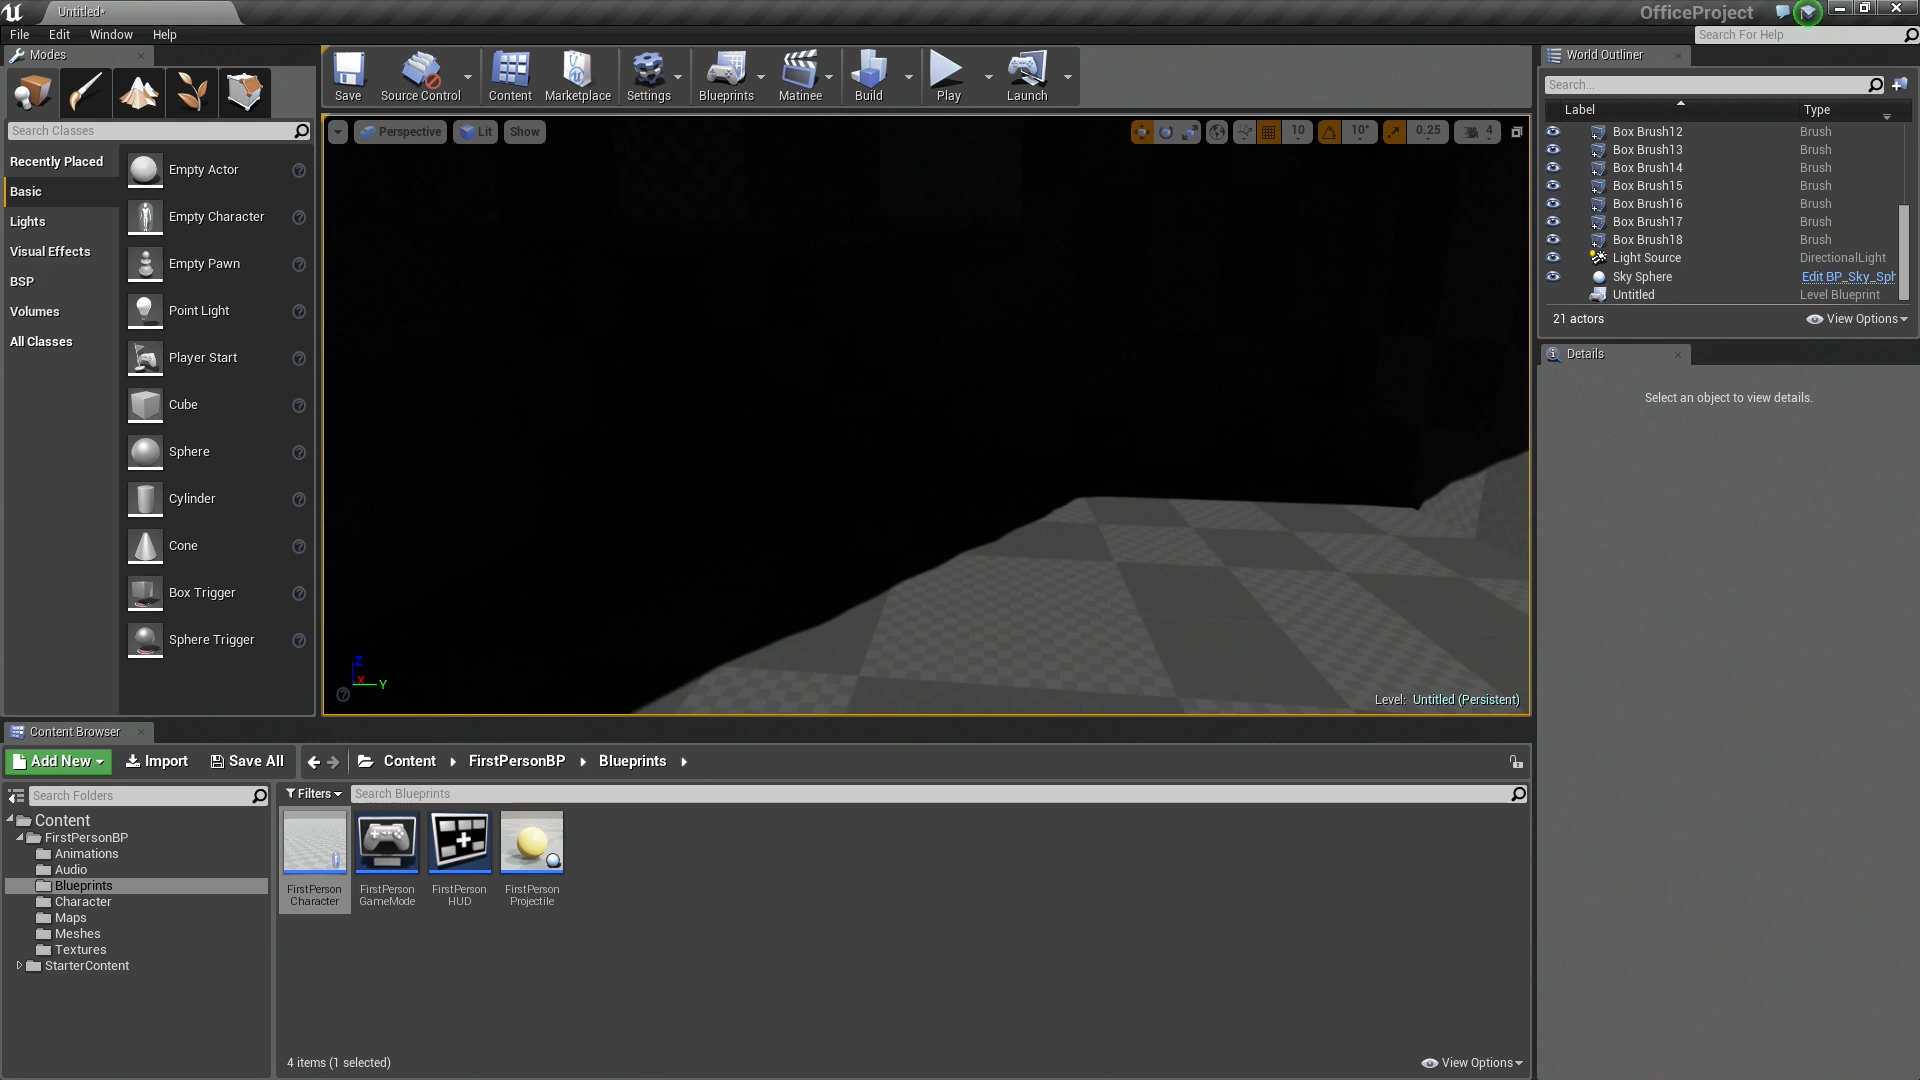 Untitled•
OfficeProject
File Edit Window Help
Search For Help
Modes
Search Classes
Recently Placed
Basic
Lights
Visual Effects
BSP
Volumes
All Classes
Empty Actor
Empty Character
Empty Pawn
Point Light
Player Start
Cube
Sphere
Cylinder
Cone
Box Trigger
Sphere Trigger
Save
Source Control
Content
Marketplace
Settings
Blueprints
Matinee
Build
Play
Launch
Perspective
Lit
Show
10
10°
0.25
4
Z
X
Y
Level: Untitled (Persistent)
World Outliner
Search...
Label Type
Box Brush12 Brush
Box Brush13 Brush
Box Brush14 Brush
Box Brush15 Brush
Box Brush16 Brush
Box Brush17 Brush
Box Brush18 Brush
Light Source DirectionalLight
Sky Sphere Edit BP_Sky_Sph
Untitled Level Blueprint
21 actors
View Options
Details
Select an object to view details.
Content Browser
Add New
Import
Save All
Content
FirstPersonBP
Blueprints
Search Folders
Filters
Search Blueprints
Content
FirstPersonBP
Animations
Audio
Blueprints
Character
Maps
Meshes
Textures
StarterContent
FirstPerson
Character
FirstPerson
GameMode
FirstPerson
HUD
FirstPerson
Projectile
4 items (1 selected)
View Options